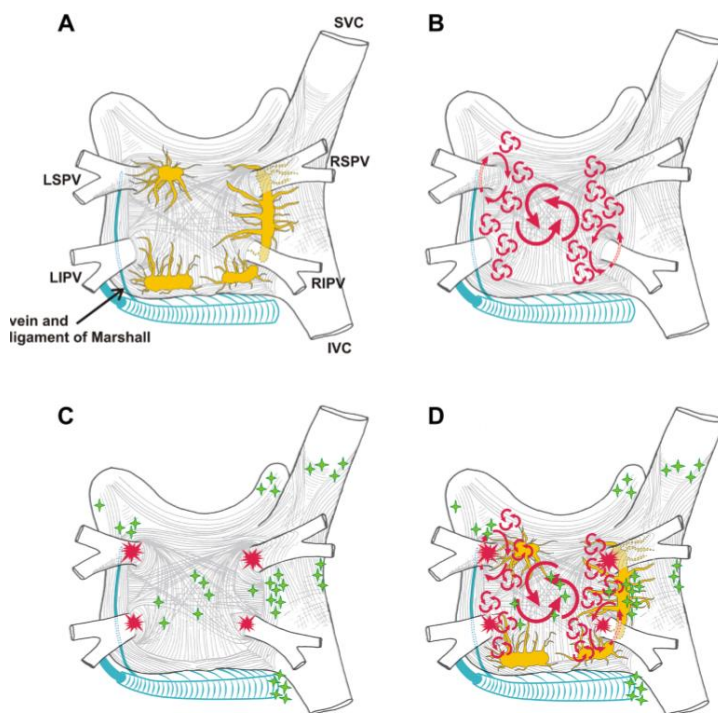 A
SVC
B
LSPV
RSPV
LIPV
RIPV
vein and
ligament of Marshall
IVC
C
D